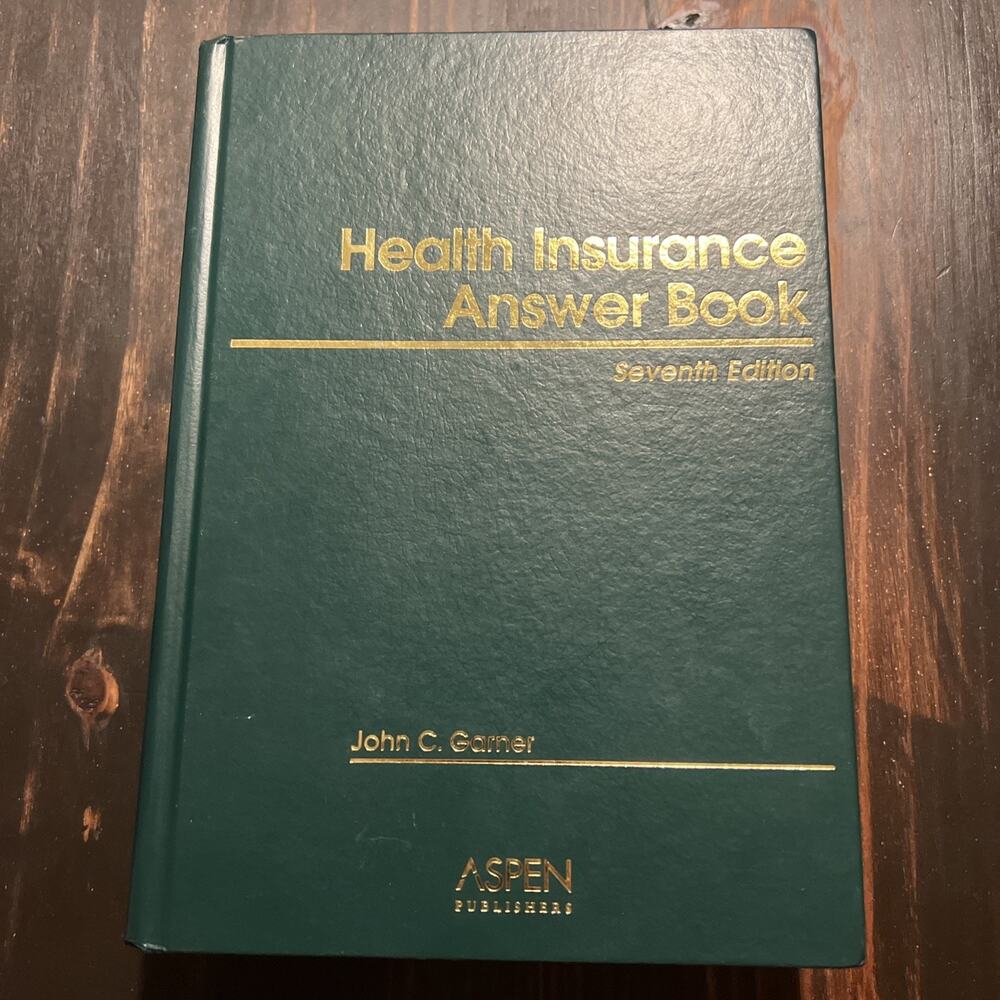 Health Insurance
Answer Book
Seventh Edition
John C. Garner
ASPEN
PUBLISHERS